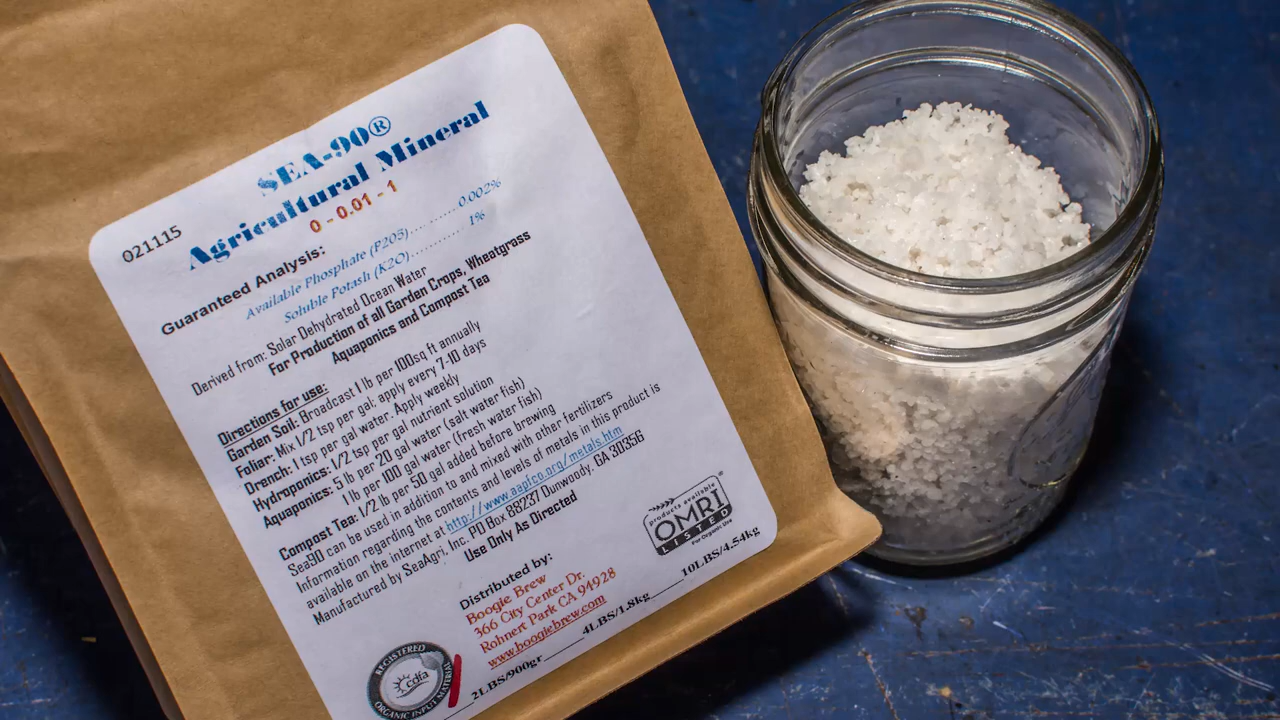 SEA-90®
Agricultural Mineral
021115
0 - 0.01 - 1
Guaranteed Analysis:
Available Phosphate (P2O5)........0.002%
Soluble Potash (K2O)............1%
Derived from: Solar Dehydrated Ocean Water
For Production of all Garden Crops, Wheatgrass
Aquaponics and Compost Tea
Directions for use:
Garden Soil: Broadcast 1 lb per 100sq ft annually
Foliar: Mix 1/2 tsp per gal; apply every 7-10 days
Drench: 1 tsp per gal water. Apply weekly
Hydroponics: 1/2 tsp per gal nutrient solution
Aquaponics: 5 lb per 20 gal water (salt water fish)
1 lb per 100 gal water (fresh water fish)
Compost Tea: 1/2 lb per 50 gal added before brewing
Sea90 can be used in addition to and mixed with other fertilizers
Information regarding the contents and levels of metals in this product is
available on the internet at http://www.aapfco.org/metals.htm
Manufactured by SeaAgri, Inc. PO Box 88237 Dunwoody, GA 30356
Use Only As Directed
products available
OMRI
LISTED
For Organic Use
Distributed by:
Boogie Brew
366 City Center Dr.
Rohnert Park CA 94928
www.boogiebrew.com
REGISTERED
cdfa
ORGANIC INPUT MATERIAL
2LBS/900gr ____4LBS/1.8kg____10LBS/4.54kg